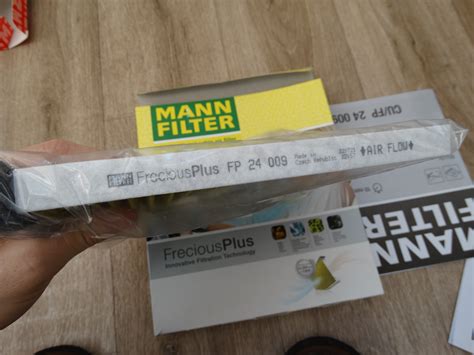 MANN
FILTER
CU/FP 24 009
FreciousPlus FP 24 009 Made in Czech Republic AIR FLOW
MANN
FILTER
FreciousPlus
Innovative Filtration Technology